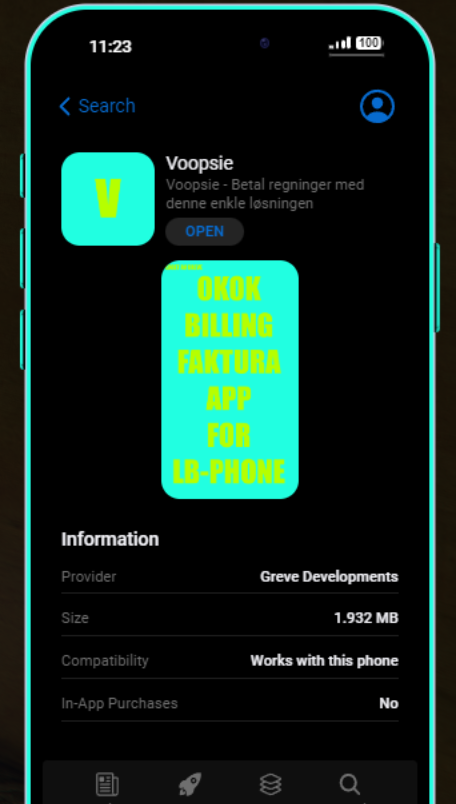 11:23
100
Search
V
Voopsie
Voopsie - Betal regninger med
denne enkle løsningen
OPEN
OKOK
BILLING
FAKTURA
APP
FOR
LB-PHONE
Information
Provider Greve Developments
Size 1.932 MB
Compatibility Works with this phone
In-App Purchases No